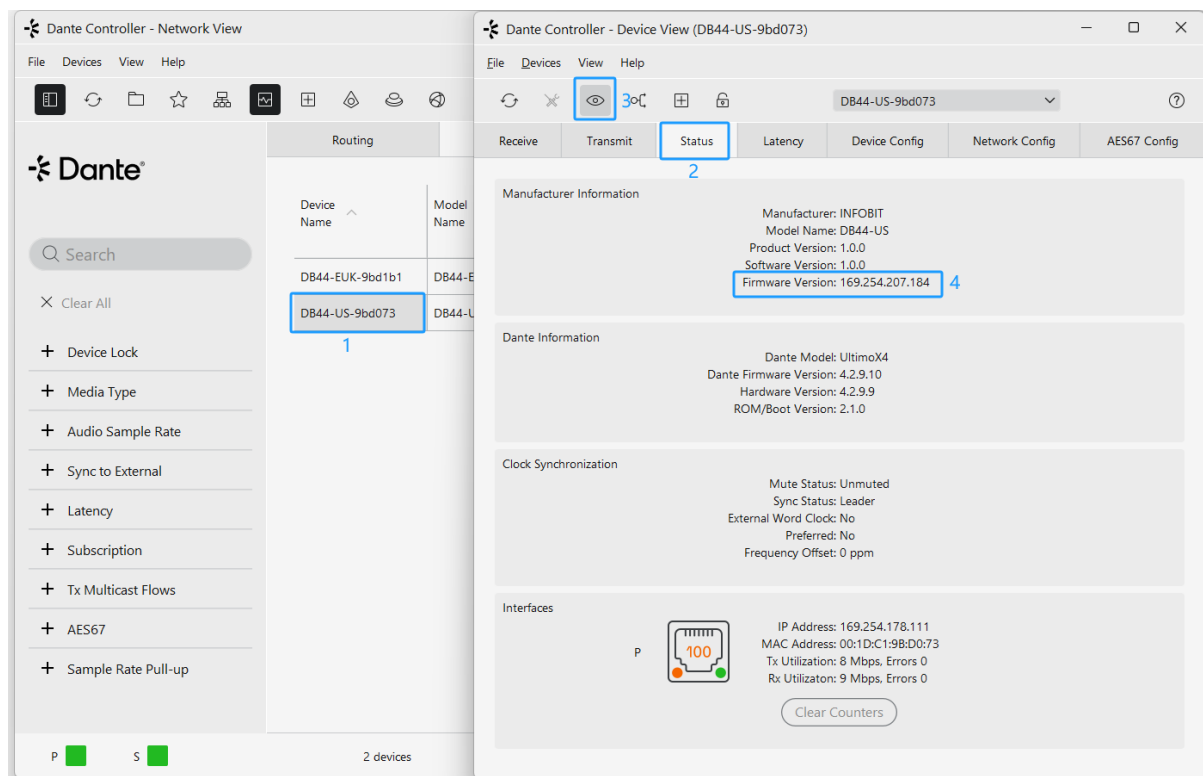 Dante Controller - Network View
File Devices View Help
Dante®
Search
Clear All
Device Lock
Media Type
Audio Sample Rate
Sync to External
Latency
Subscription
Tx Multicast Flows
AES67
Sample Rate Pull-up
P S
2 devices
Routing
Device Name
Model Name
DB44-EUK-9bd1b1 DB44-E
DB44-US-9bd073 DB44-U
1
Dante Controller - Device View (DB44-US-9bd073)
File Devices View Help
3
DB44-US-9bd073
Receive Transmit Status Latency Device Config Network Config AES67 Config
2
Manufacturer Information
Manufacturer: INFOBIT
Model Name: DB44-US
Product Version: 1.0.0
Software Version: 1.0.0
Firmware Version: 169.254.207.184 4
Dante Information
Dante Model: UltimoX4
Dante Firmware Version: 4.2.9.10
Hardware Version: 4.2.9.9
ROM/Boot Version: 2.1.0
Clock Synchronization
Mute Status: Unmuted
Sync Status: Leader
External Word Clock: No
Preferred: No
Frequency Offset: 0 ppm
Interfaces
P
100
IP Address: 169.254.178.111
MAC Address: 00:1D:C1:9B:D0:73
Tx Utilization: 8 Mbps, Errors 0
Rx Utilizaton: 9 Mbps, Errors 0
Clear Counters